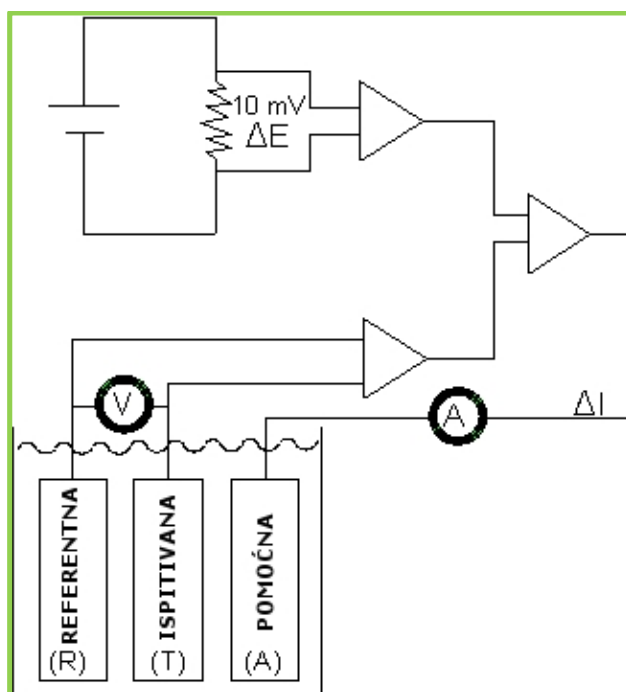 10 mV
ΔE
V
A
ΔI
REFERENTNA
(R)
ISPITIVANA
(T)
POMOĆNA
(A)